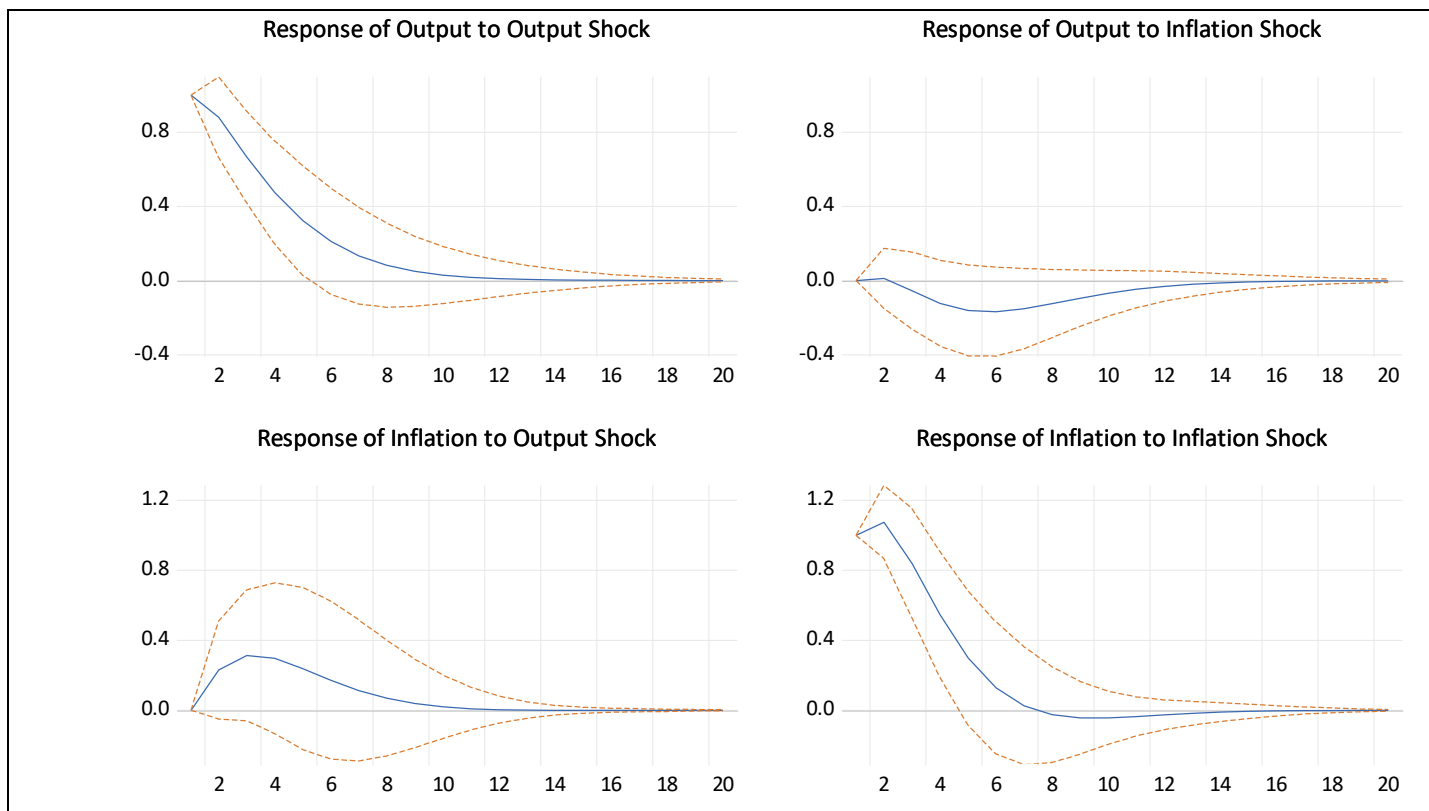 Response of Output to Output Shock
0.8
0.4
0.0
-0.4
2 4 6 8 10 12 14 16 18 20
Response of Output to Inflation Shock
0.8
0.4
0.0
-0.4
2 4 6 8 10 12 14 16 18 20
Response of Inflation to Output Shock
1.2
0.8
0.4
0.0
2 4 6 8 10 12 14 16 18 20
Response of Inflation to Inflation Shock
1.2
0.8
0.4
0.0
2 4 6 8 10 12 14 16 18 20